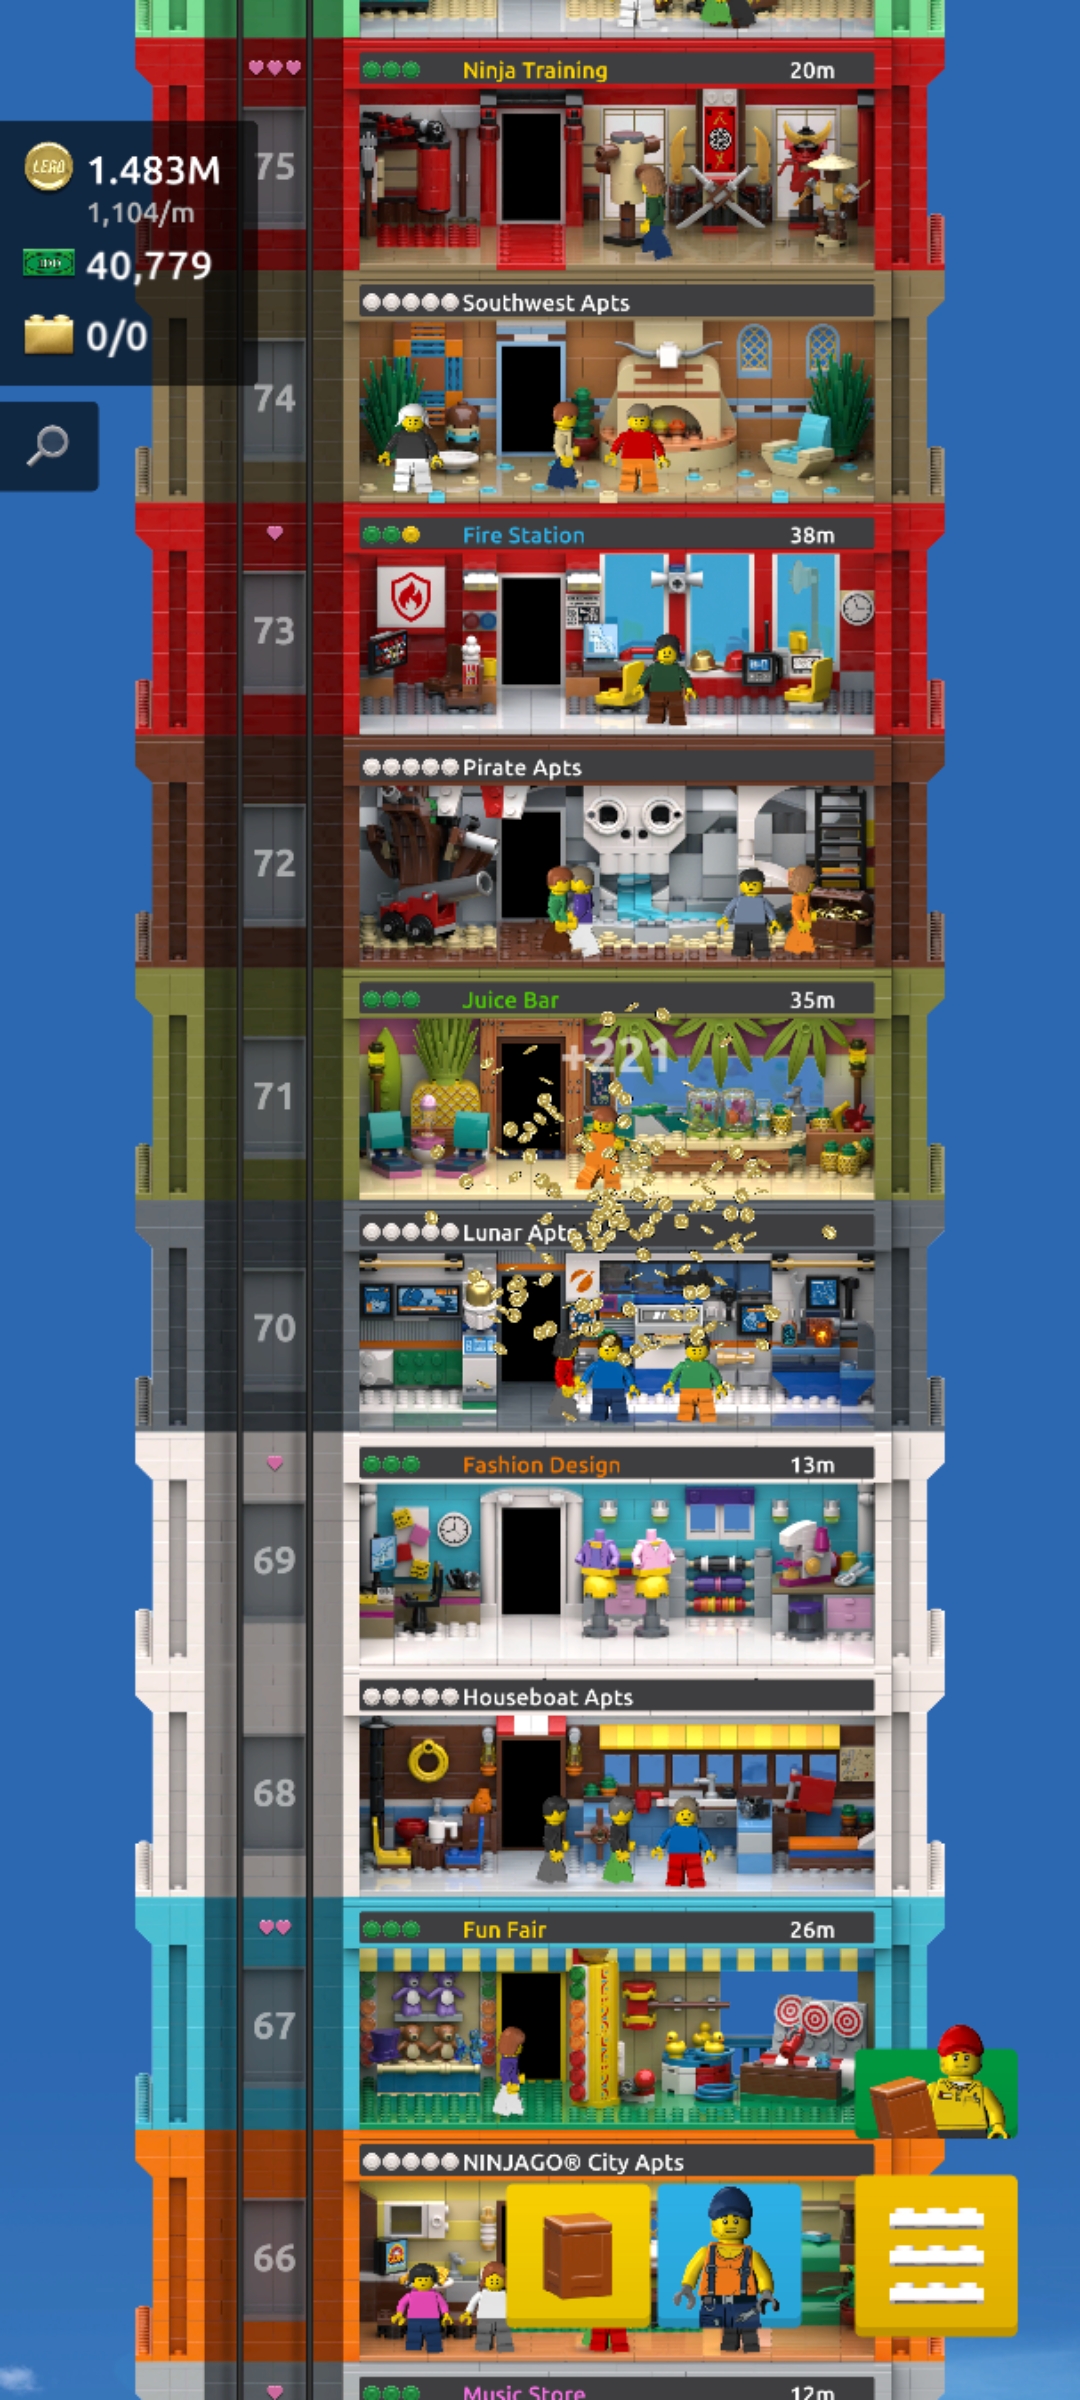 Ninja Training 20m
75
LEGO 1.483M
1,104/m
40,779
0/0
Southwest Apts
74
Fire Station 38m
73
Pirate Apts
72
Juice Bar 35m
+221
71
Lunar Apts
70
Fashion Design 13m
69
Houseboat Apts
68
Fun Fair 26m
67
NINJAGO® City Apts
66
Music Store 12m